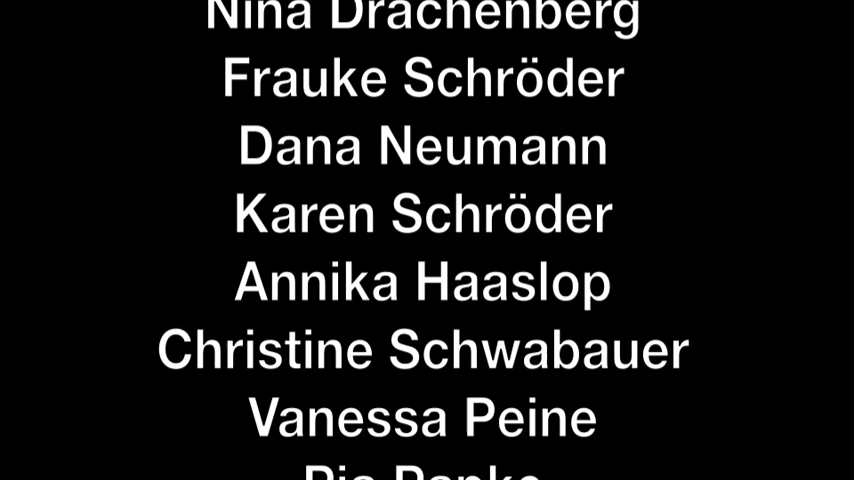 Nina Drachenberg
Frauke Schröder
Dana Neumann
Karen Schröder
Annika Haaslop
Christine Schwabauer
Vanessa Peine